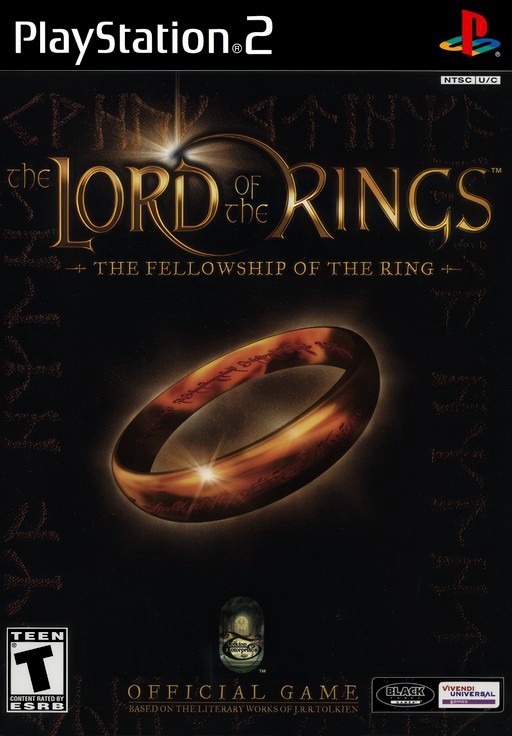 PlayStation®2
NTSC U/C
THE LORD OF THE RINGS™
THE FELLOWSHIP OF THE RING
TEEN
T
CONTENT RATED BY
ESRB
™
OFFICIAL GAME
BASED ON THE LITERARY WORKS OF J.R.R. TOLKIEN
BLACK
VIVENDI
UNIVERSAL
games